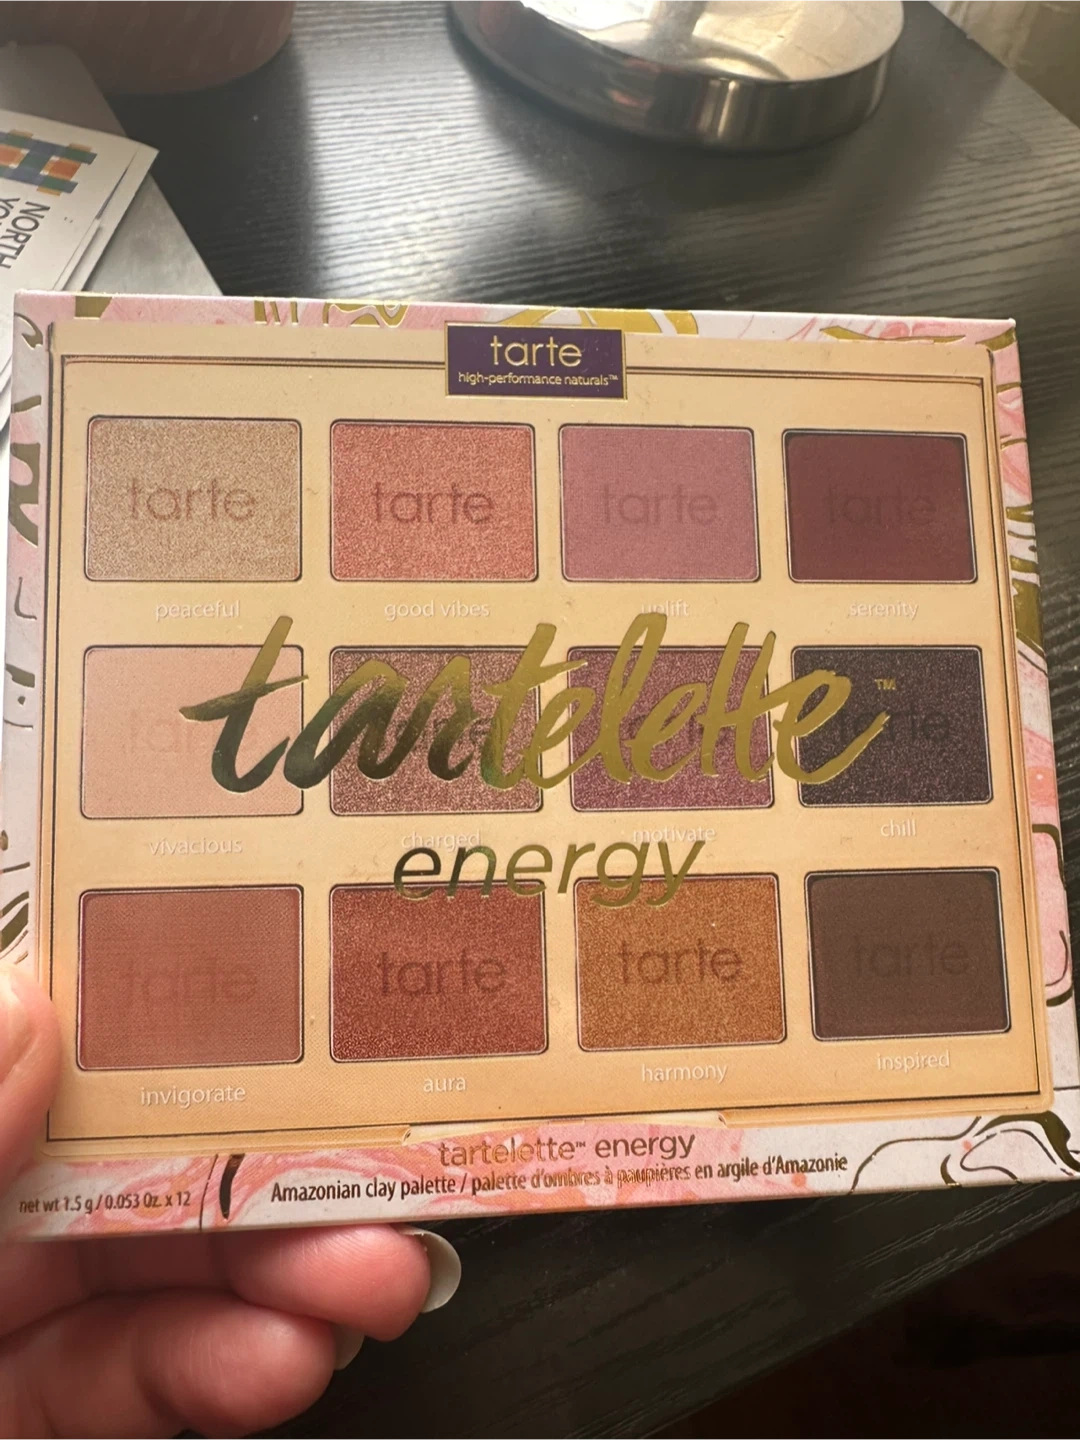 NORTH
tarte
high-performance naturals™
tarte
tarte
tarte
tarte
peaceful
good vibes
uplift
serenity
tartelette™
tarte
vivacious
charged
motivate
chill
energy
tarte
tarte
tarte
tarte
invigorate
aura
harmony
inspired
tartelette™ energy
Amazonian clay palette / palette d'ombres à paupières en argile d'Amazonie
net wt 1.5 g / 0.053 Oz. x 12